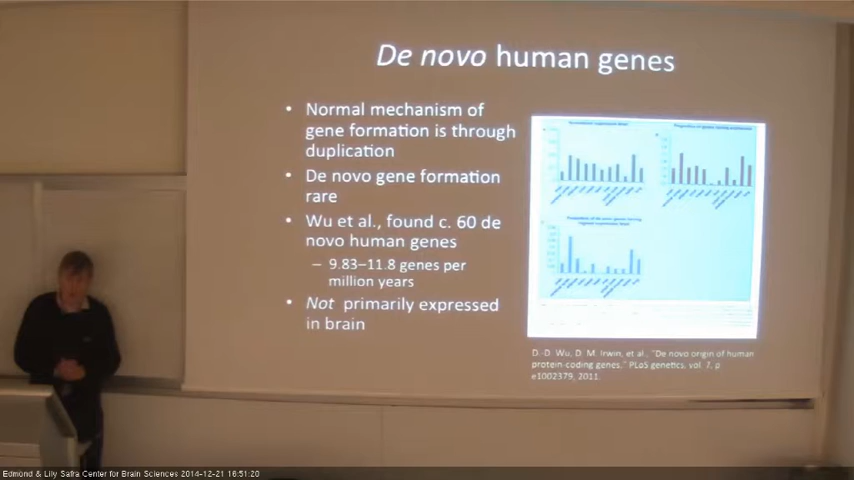 De novo human genes
• Normal mechanism of
gene formation is through
duplication
• De novo gene formation
rare
• Wu et al., found c. 60 de
novo human genes
– 9.83–11.8 genes per
million years
• Not primarily expressed
in brain
D.-D. Wu, D. M. Irwin, et al., "De novo origin of human
protein-coding genes." PLoS genetics, vol. 7, p
e1002379, 2011.
Edmond & Lily Safra Center for Brain Sciences 2014-12-21 16:51:20